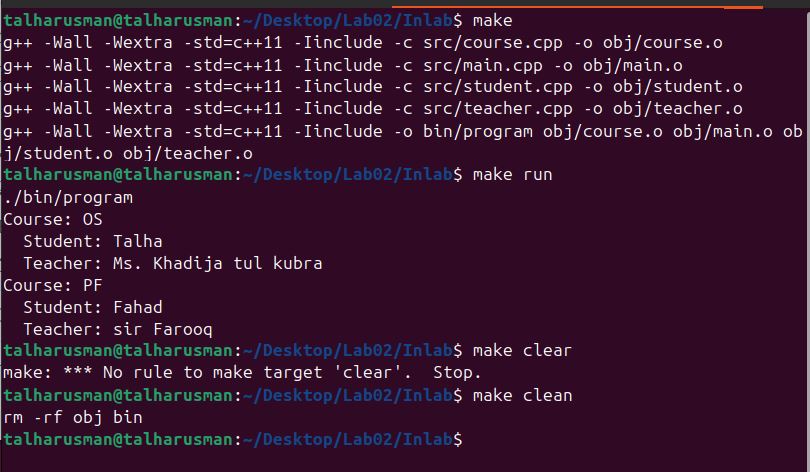 talharusman@talharusman:~/Desktop/Lab02/Inlab$ make
g++ -Wall -Wextra -std=c++11 -Iinclude -c src/course.cpp -o obj/course.o
g++ -Wall -Wextra -std=c++11 -Iinclude -c src/main.cpp -o obj/main.o
g++ -Wall -Wextra -std=c++11 -Iinclude -c src/student.cpp -o obj/student.o
g++ -Wall -Wextra -std=c++11 -Iinclude -c src/teacher.cpp -o obj/teacher.o
g++ -Wall -Wextra -std=c++11 -Iinclude -o bin/program obj/course.o obj/main.o ob
j/student.o obj/teacher.o
talharusman@talharusman:~/Desktop/Lab02/Inlab$ make run
./bin/program
Course: OS
  Student: Talha
  Teacher: Ms. Khadija tul kubra
Course: PF
  Student: Fahad
  Teacher: sir Farooq
talharusman@talharusman:~/Desktop/Lab02/Inlab$ make clear
make: *** No rule to make target 'clear'.  Stop.
talharusman@talharusman:~/Desktop/Lab02/Inlab$ make clean
rm -rf obj bin
talharusman@talharusman:~/Desktop/Lab02/Inlab$